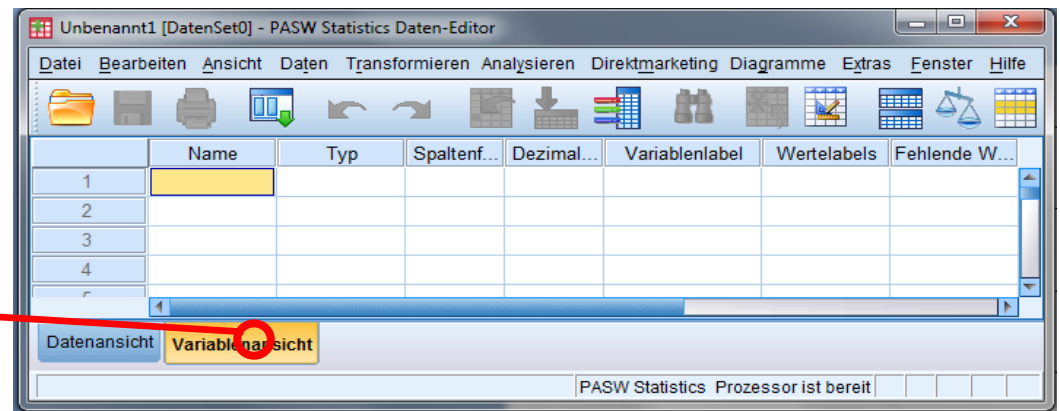 Unbenannt1 [DatenSet0] - PASW Statistics Daten-Editor
Datei Bearbeiten Ansicht Daten Transformieren Analysieren Direktmarketing Diagramme Extras Fenster Hilfe
Name Typ Spaltenf... Dezimal... Variablenlabel Wertelabels Fehlende W...
1
2
3
4
Datenansicht Variablenansicht
PASW Statistics Prozessor ist bereit